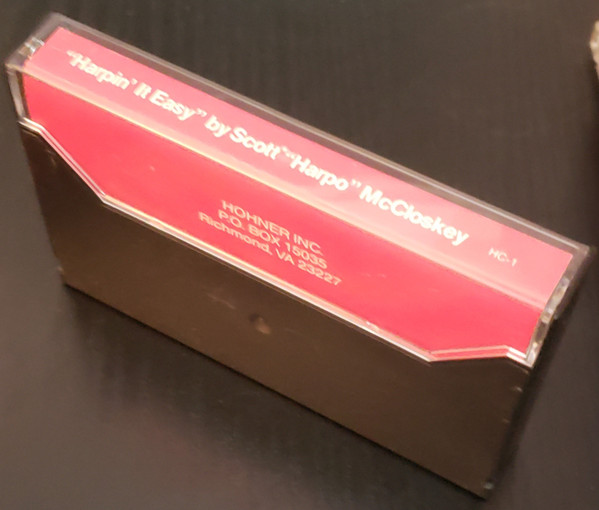 "Harpin' It Easy" by Scott "Harpo" McCloskey HC-1
HOHNER INC.
P.O. BOX 15035
Richmond, VA 23227